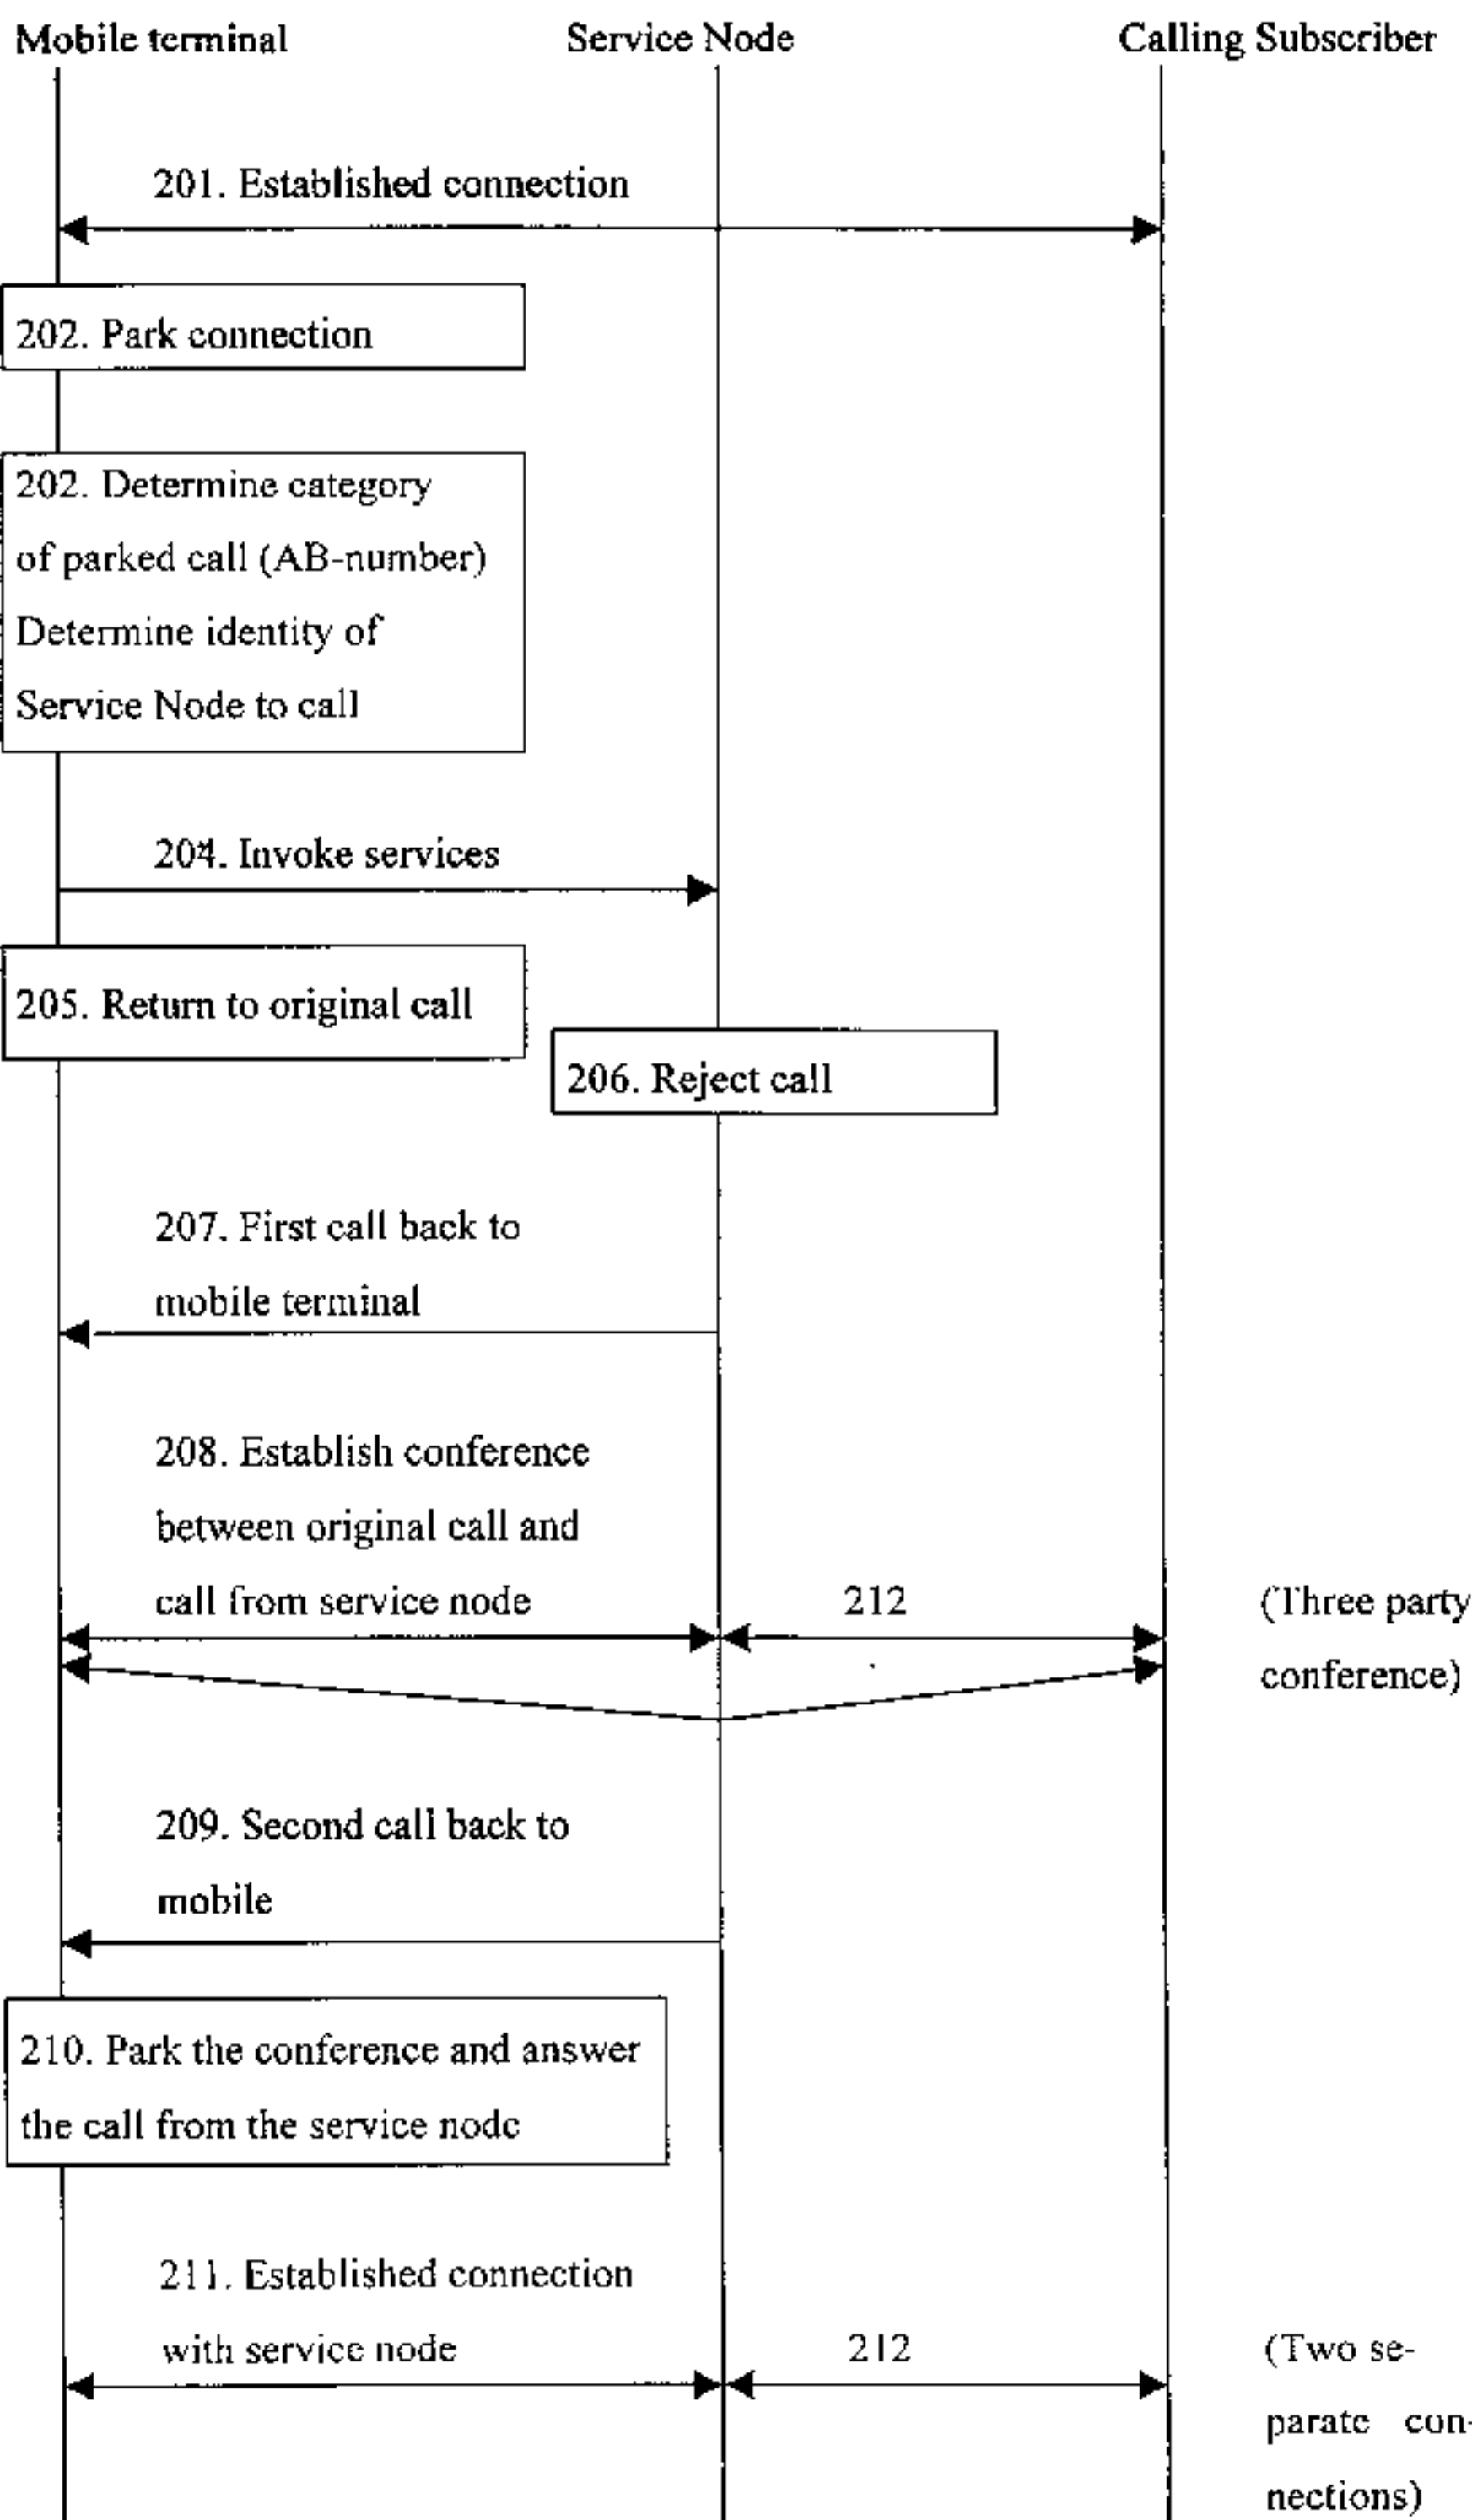 Mobile terminal Service Node Calling Subscriber
201. Established connection
202. Park connection
202. Determine category
of parked call (AB-number)
Determine identity of
Service Node to call
204. Invoke services
205. Return to original call
206. Reject call
207. First call back to
mobile terminal
208. Establish conference
between original call and
call from service node
212
(Three party
conference)
209. Second call back to
mobile
210. Park the conference and answer
the call from the service node
211. Established connection
with service node
212
(Two se-
parate con-
nections)